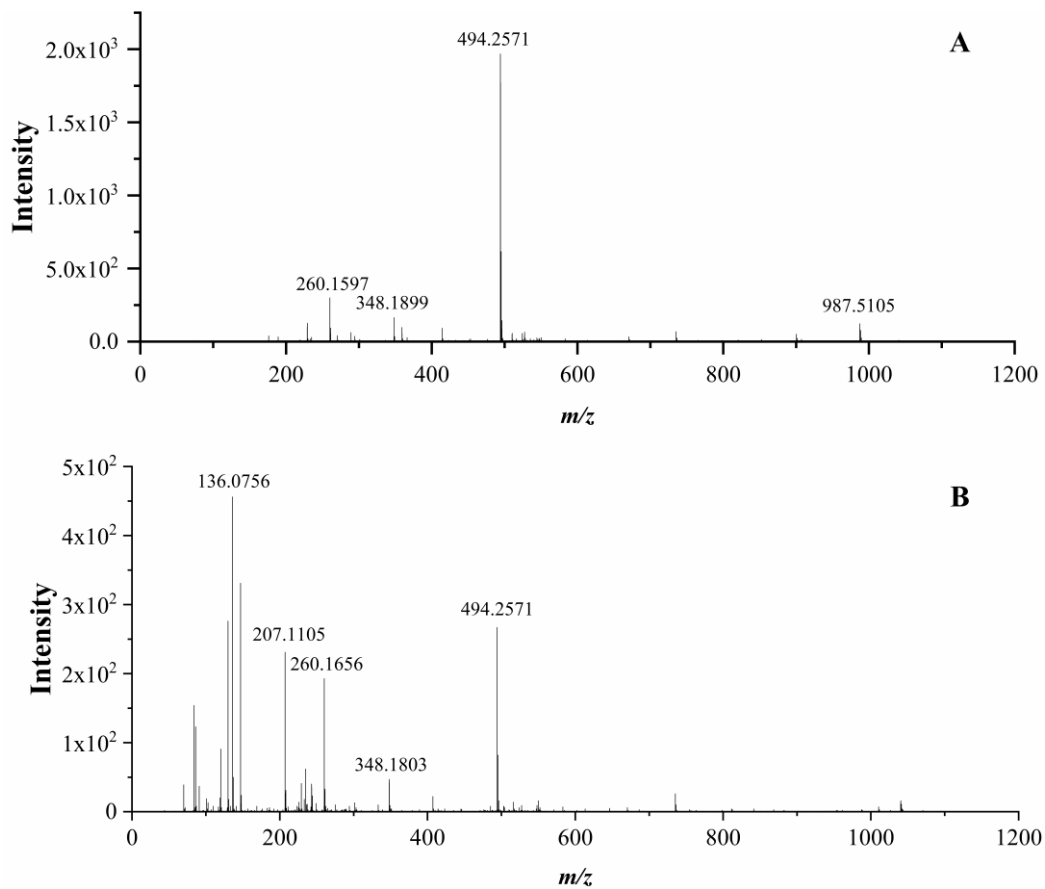 A
494.2571
2.0x10³
1.5x10³
1.0x10³
5.0x10²
0.0
Intensity
260.1597
348.1899
987.5105
0 200 400 600 800 1000 1200
m/z
B
5x10²
4x10²
3x10²
2x10²
1x10²
0
Intensity
136.0756
494.2571
207.1105
260.1656
348.1803
0 200 400 600 800 1000 1200
m/z